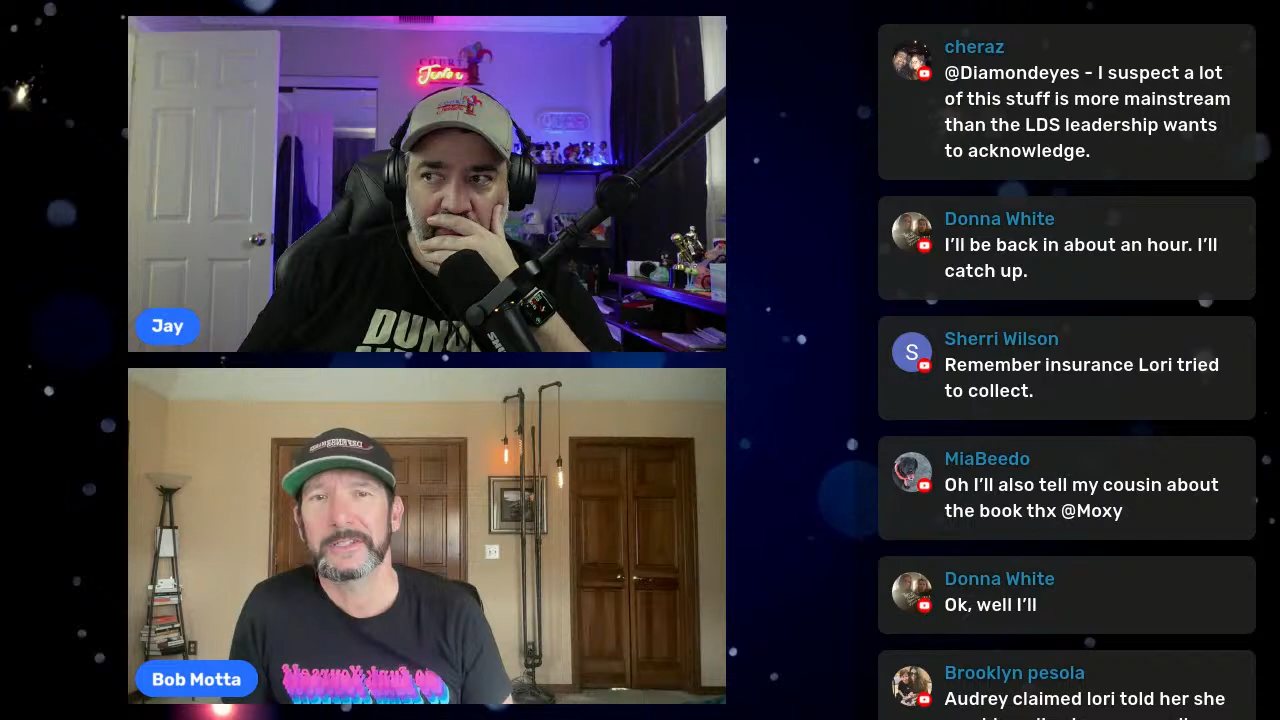 COURT
Jester
DUN
Jay
Bob Motta
cheraz
@Diamondeyes - I suspect a lot
of this stuff is more mainstream
than the LDS leadership wants
to acknowledge.
Donna White
I’ll be back in about an hour. I’ll
catch up.
S
Sherri Wilson
Remember insurance Lori tried
to collect.
MiaBeedo
Oh I’ll also tell my cousin about
the book thx @Moxy
Donna White
Ok, well I’ll
Brooklyn pesola
Audrey claimed lori told her she